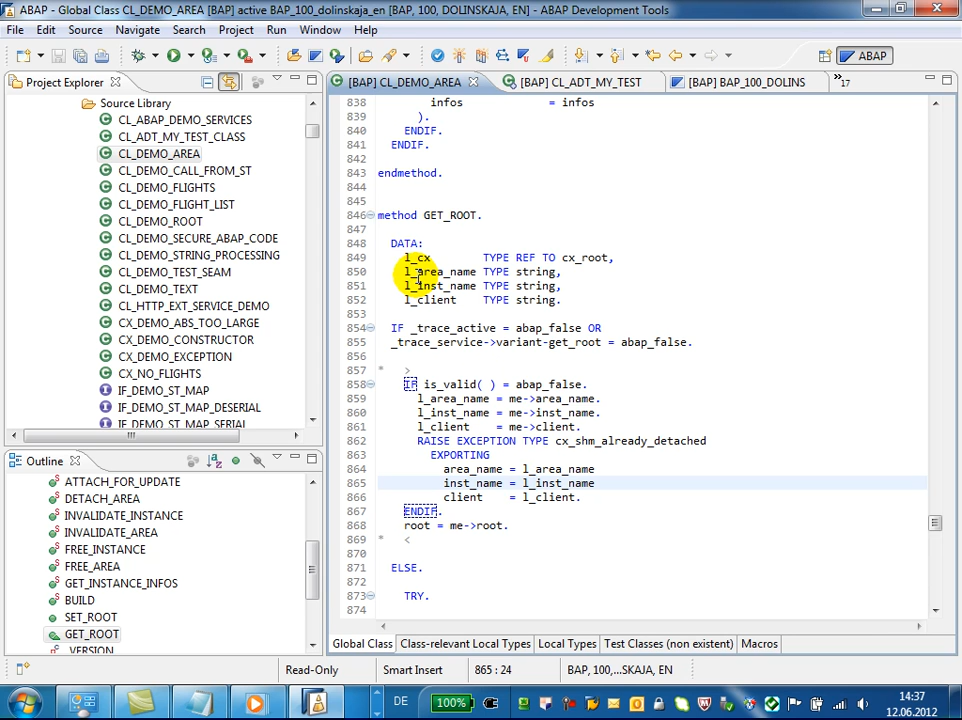 ABAP - Global Class CL_DEMO_AREA [BAP] active BAP_100_dolinskaja_en [BAP, 100, DOLINSKAJA, EN] - ABAP Development Tools
File Edit Source Navigate Search Project Run Window Help
ABAP
Project Explorer
Source Library
CL_ABAP_DEMO_SERVICES
CL_ADT_MY_TEST_CLASS
CL_DEMO_AREA
CL_DEMO_CALL_FROM_ST
CL_DEMO_FLIGHTS
CL_DEMO_FLIGHT_LIST
CL_DEMO_ROOT
CL_DEMO_SECURE_ABAP_CODE
CL_DEMO_STRING_PROCESSING
CL_DEMO_TEST_SEAM
CL_DEMO_TEXT
CL_HTTP_EXT_SERVICE_DEMO
CX_DEMO_ABS_TOO_LARGE
CX_DEMO_CONSTRUCTOR
CX_DEMO_EXCEPTION
CX_NO_FLIGHTS
IF_DEMO_ST_MAP
IF_DEMO_ST_MAP_DESERIAL
IF_DEMO_ST_MAP_SERIAL
Outline
ATTACH_FOR_UPDATE
DETACH_AREA
INVALIDATE_INSTANCE
INVALIDATE_AREA
FREE_INSTANCE
FREE_AREA
GET_INSTANCE_INFOS
BUILD
SET_ROOT
GET_ROOT
_VERSION
[BAP] CL_DEMO_AREA [BAP] CL_ADT_MY_TEST [BAP] BAP_100_DOLINS »17
838 infos = infos
839 ).
840 ENDIF.
841 ENDIF.
842
843 endmethod.
844
845
846 method GET_ROOT.
847
848 DATA:
849 l_cx TYPE REF TO cx_root,
850 l_area_name TYPE string,
851 l_inst_name TYPE string,
852 l_client TYPE string.
853
854 IF _trace_active = abap_false OR
855 _trace_service->variant-get_root = abap_false.
856
857 * >
858 IF is_valid( ) = abap_false.
859 l_area_name = me->area_name.
860 l_inst_name = me->inst_name.
861 l_client = me->client.
862 RAISE EXCEPTION TYPE cx_shm_already_detached
863 EXPORTING
864 area_name = l_area_name
865 inst_name = l_inst_name
866 client = l_client.
867 ENDIF.
868 root = me->root.
869 * <
870
871 ELSE.
872
873 TRY.
874
Global Class Class-relevant Local Types Local Types Test Classes (non existent) Macros
Read-Only Smart Insert 865 : 24 BAP, 100,...SKAJA, EN
DE 100% 14:37
12.06.2012